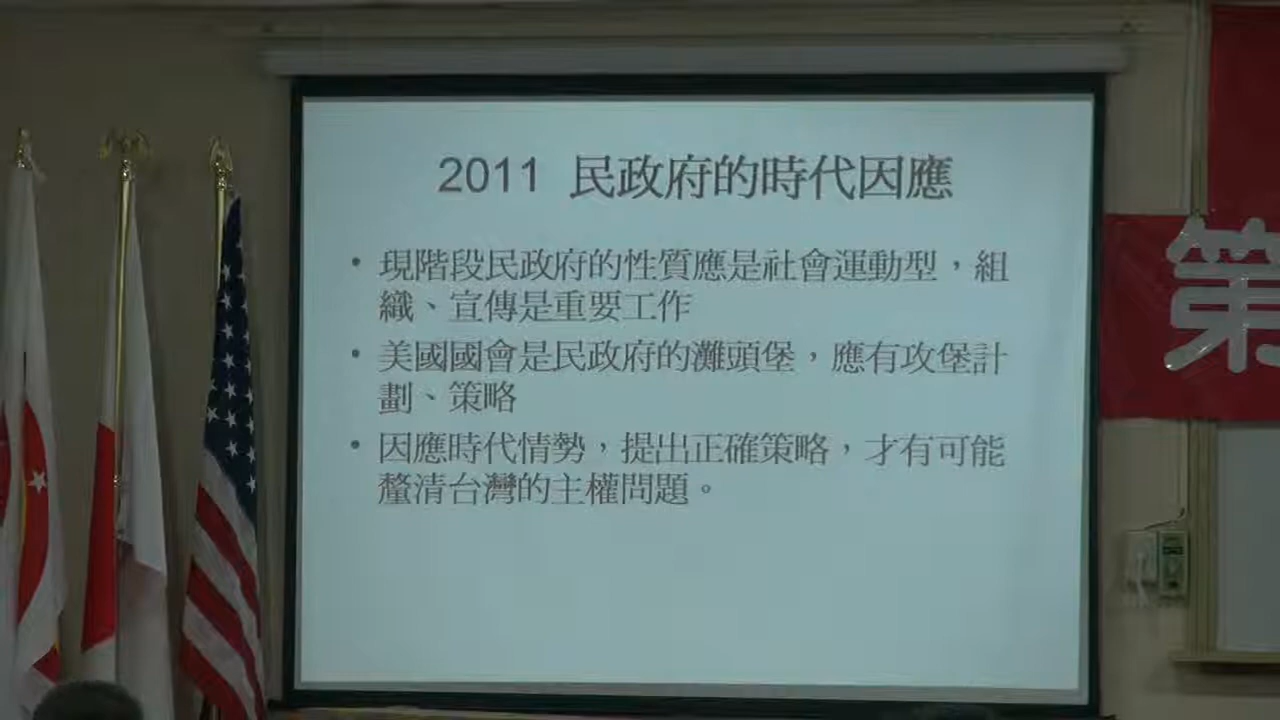 2011 民政府的時代因應
• 現階段民政府的性質應是社會運動型，組
織、宣傳是重要工作
• 美國國會是民政府的灘頭堡，應有攻堡計
劃、策略
• 因應時代情勢，提出正確策略，才有可能
釐清台灣的主權問題。
第